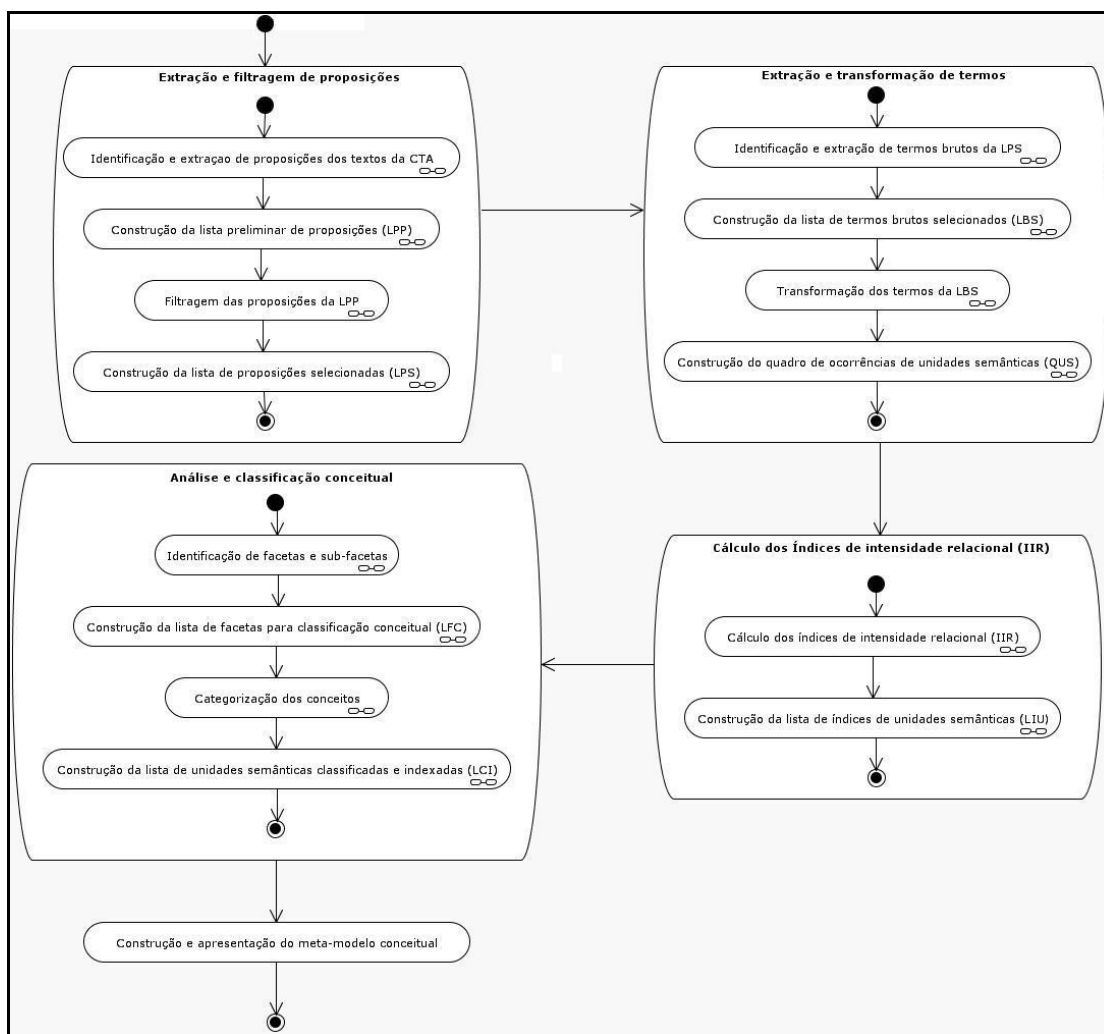 Extração e filtragem de proposições
Identificação e extraçao de proposições dos textos da CTA
Construção da lista preliminar de proposições (LPP)
Filtragem das proposições da LPP
Construção da lista de proposições selecionadas (LPS)
Extração e transformação de termos
Identificação e extração de termos brutos da LPS
Construção da lista de termos brutos selecionados (LBS)
Transformação dos termos da LBS
Construção do quadro de ocorrências de unidades semânticas (QUS)
Cálculo dos Índices de intensidade relacional (IIR)
Cálculo dos índices de intensidade relacional (IIR)
Construção da lista de índices de unidades semânticas (LIU)
Análise e classificação conceitual
Identificação de facetas e sub-facetas
Construção da lista de facetas para classificação conceitual (LFC)
Categorização dos conceitos
Construção da lista de unidades semânticas classificadas e indexadas (LCI)
Construção e apresentação do meta-modelo conceitual